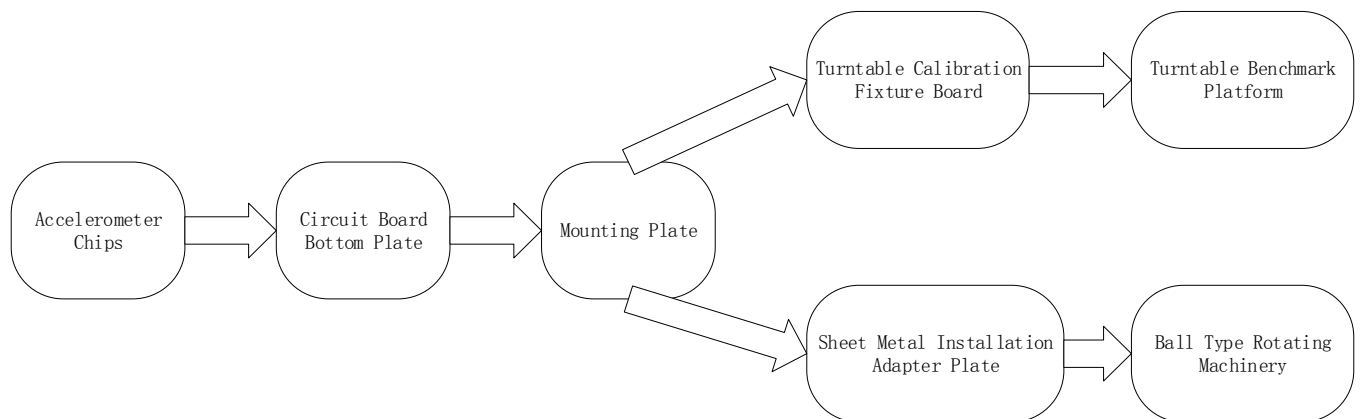 Accelerometer
Chips
Circuit Board
Bottom Plate
Mounting Plate
Turntable Calibration
Fixture Board
Turntable Benchmark
Platform
Sheet Metal Installation
Adapter Plate
Ball Type Rotating
Machinery